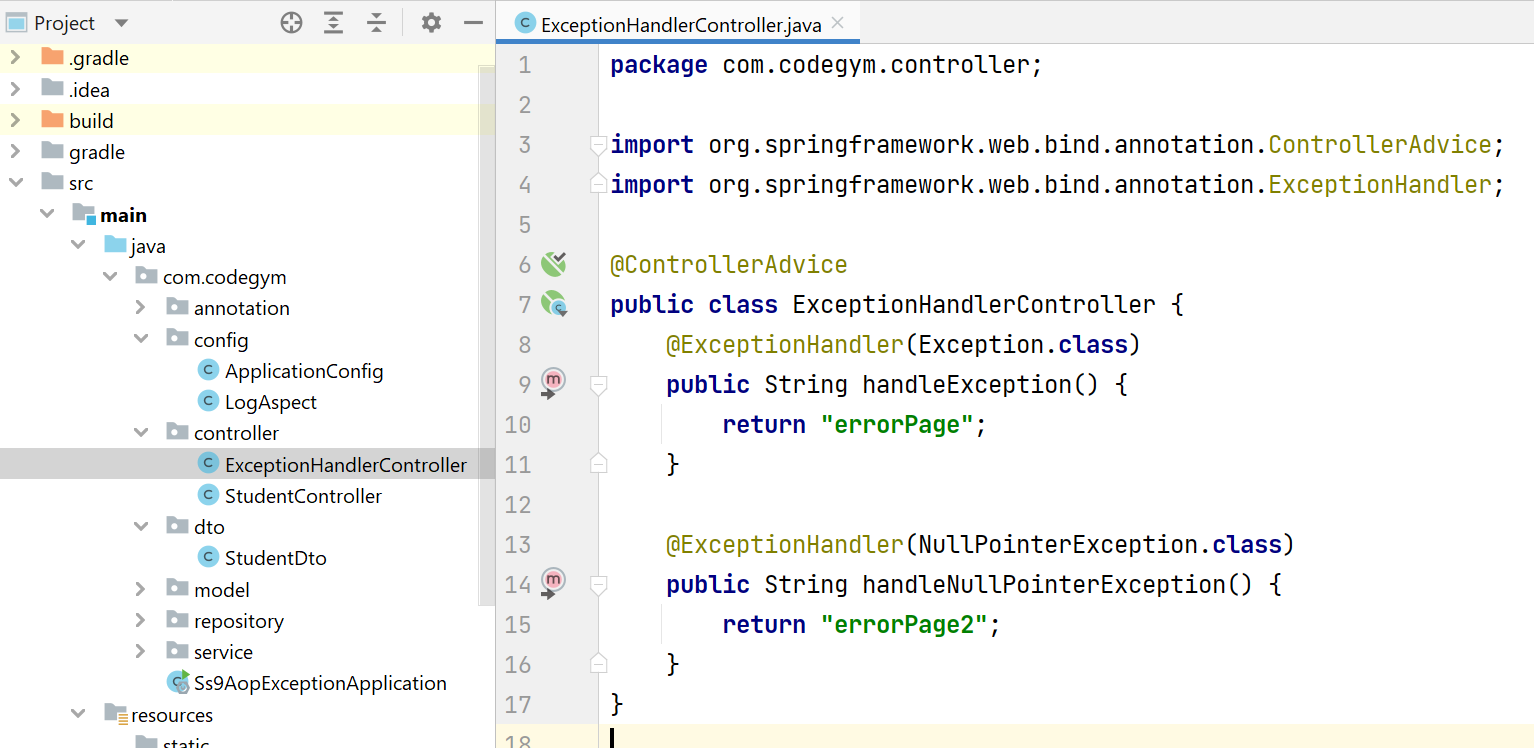 Project
.gradle
.idea
build
gradle
src
main
java
com.codegym
annotation
config
ApplicationConfig
LogAspect
controller
ExceptionHandlerController
StudentController
dto
StudentDto
model
repository
service
Ss9AopExceptionApplication
resources
static
ExceptionHandlerController.java
1 package com.codegym.controller;
2
3 import org.springframework.web.bind.annotation.ControllerAdvice;
4 import org.springframework.web.bind.annotation.ExceptionHandler;
5
6 @ControllerAdvice
7 public class ExceptionHandlerController {
8     @ExceptionHandler(Exception.class)
9     public String handleException() {
10         return "errorPage";
11     }
12
13     @ExceptionHandler(NullPointerException.class)
14     public String handleNullPointerException() {
15         return "errorPage2";
16     }
17 }
18